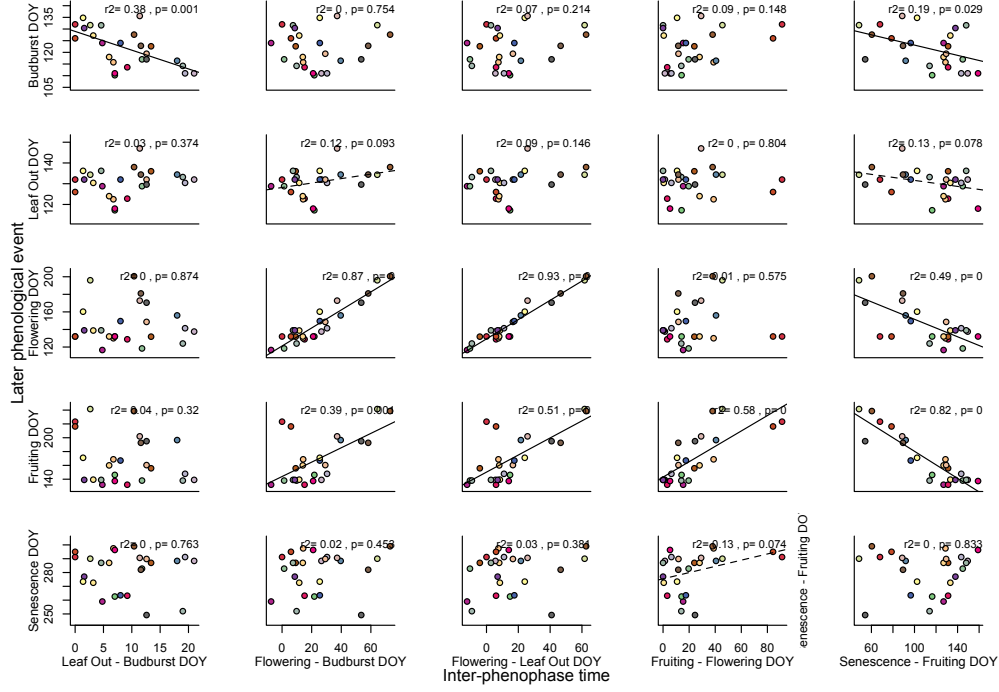 r2= 0.38 , p= 0.001
r2= 0 , p= 0.754
r2= 0.07 , p= 0.214
r2= 0.09 , p= 0.148
r2= 0.19 , p= 0.029
Budburst DOY
105 120 135
r2= 0.03 , p= 0.374
r2= 0.12 , p= 0.093
r2= 0.09 , p= 0.146
r2= 0 , p= 0.804
r2= 0.13 , p= 0.078
Leaf Out DOY
120 140
Later phenological event
r2= 0 , p= 0.874
r2= 0.87 , p=
r2= 0.93 , p=
0.01 , p= 0.575
r2= 0.49 , p= 0
Flowering DOY
120 160 200
r2= 0.04 , p= 0.32
r2= 0.39 , p= 0.001
r2= 0.51 , p= 0
0.58 , p= 0
r2= 0.82 , p= 0
Fruiting DOY
140 200
r2= 0 , p= 0.763
r2= 0.02 , p= 0.453
r2= 0.03 , p= 0.381
r2= 0.13 , p= 0.074
r2= 0 , p= 0.833
Senescence DOY
250 280
enescence - Fruiting DO
0 5 10 15 20
0 20 40 60
0 20 40 60
0 20 40 60 80
60 100 140
Leaf Out - Budburst DOY
Flowering - Budburst DOY
Flowering - Leaf Out DOY
Fruiting - Flowering DOY
Senescence - Fruiting DOY
Inter-phenophase time